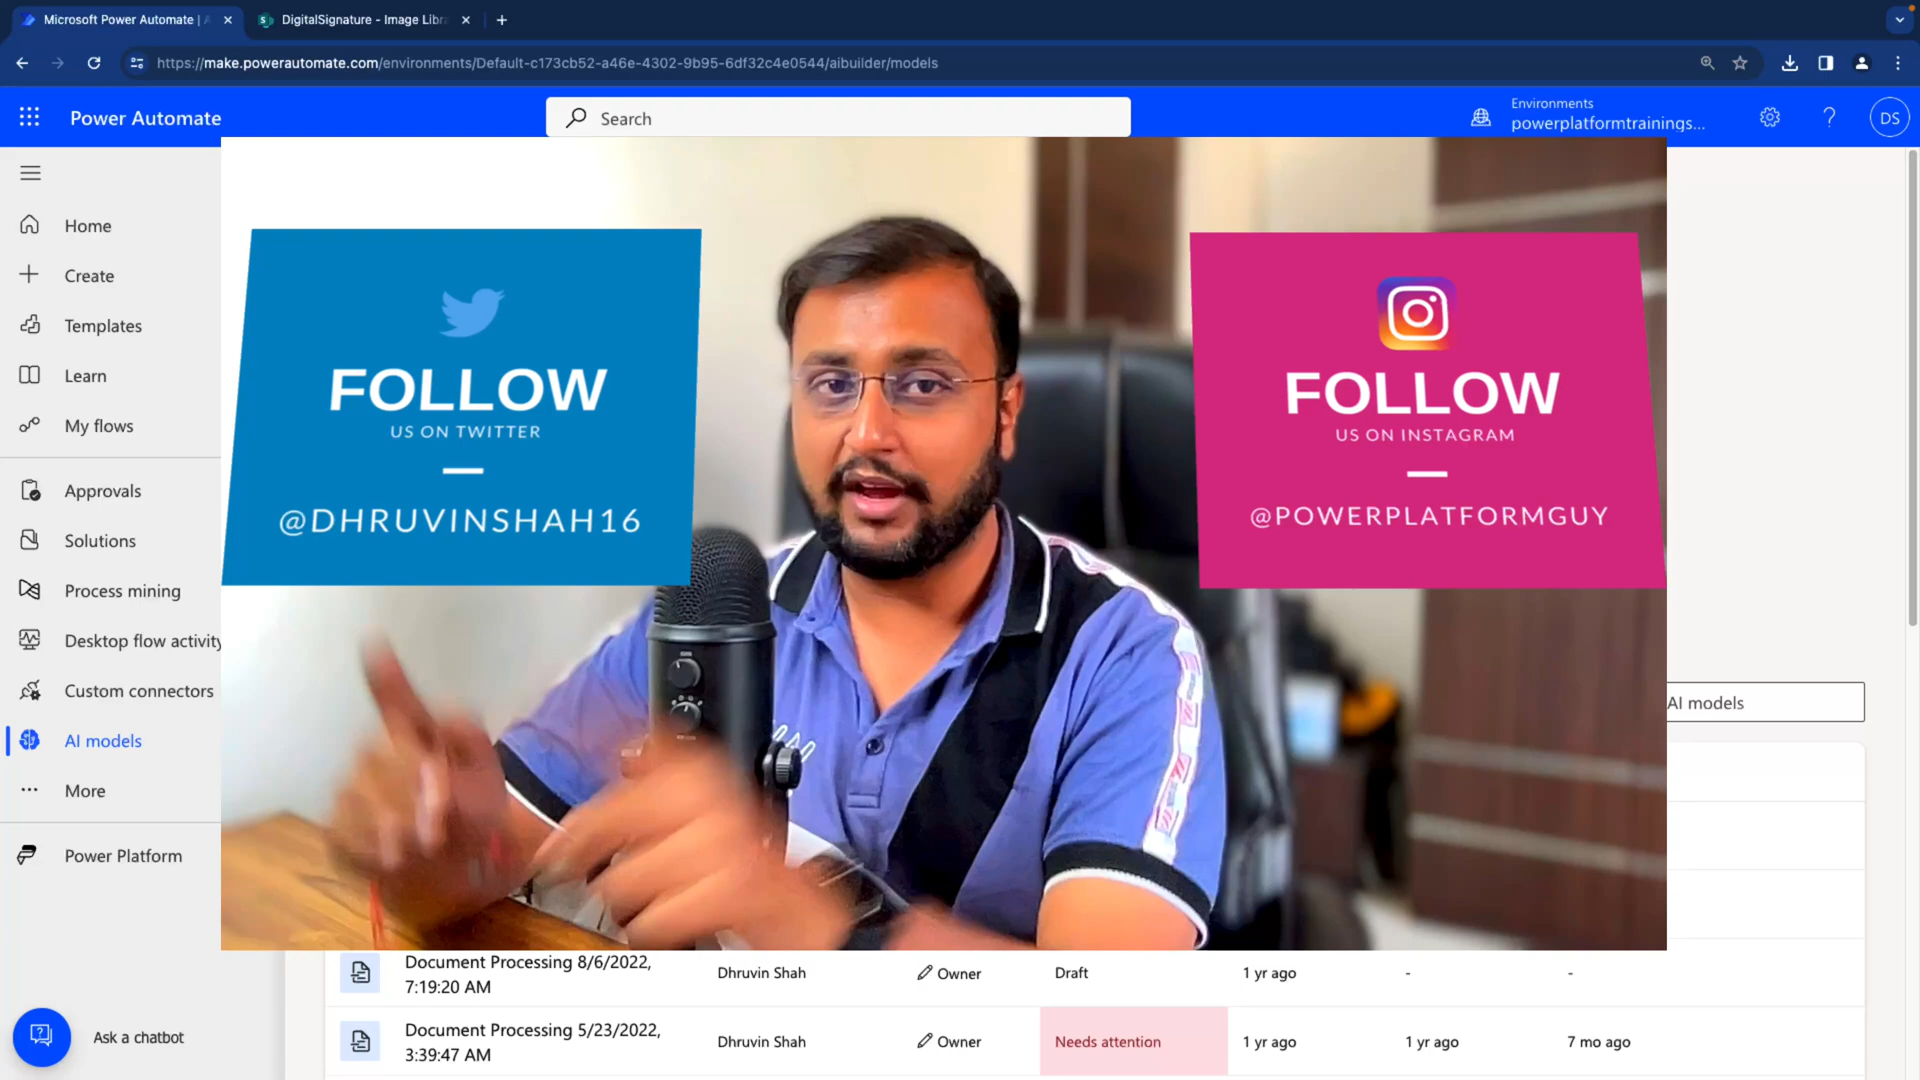 Microsoft Power Automate |
DigitalSignature - Image Libr
https://make.powerautomate.com/environments/Default-c173cb52-a46e-4302-9b95-6df32c4e0544/aibuilder/models
Power Automate
Search
Environments
powerplatformtrainings...
DS
Home
Create
Templates
Learn
My flows
Approvals
Solutions
Process mining
Desktop flow activity
Custom connectors
AI models
More
Power Platform
Ask a chatbot
FOLLOW
US ON TWITTER
@DHRUVINSHAH16
FOLLOW
US ON INSTAGRAM
@POWERPLATFORMGUY
AI models
Document Processing 8/6/2022, 7:19:20 AM Dhruvin Shah Owner Draft 1 yr ago - -
Document Processing 5/23/2022, 3:39:47 AM Dhruvin Shah Owner Needs attention 1 yr ago 1 yr ago 7 mo ago